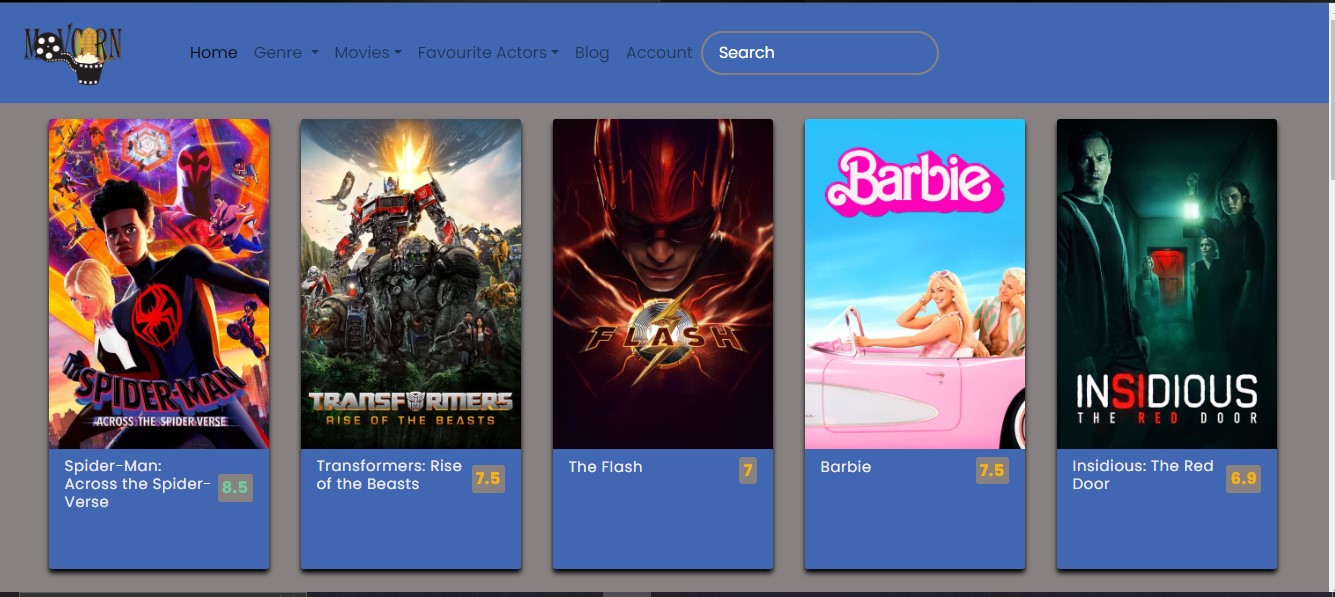 MOVCORN
Home Genre Movies Favourite Actors Blog Account Search
IN
SPIDER-MAN
ACROSS THE SPIDER-VERSE
TRANSFORMERS
RISE OF THE BEASTS
FLASH
Barbie
INSIDIOUS
THE RED DOOR
Spider-Man:
Across the Spider-
Verse
8.5
Transformers: Rise
of the Beasts
7.5
The Flash
7
Barbie
7.5
Insidious: The Red
Door
6.9